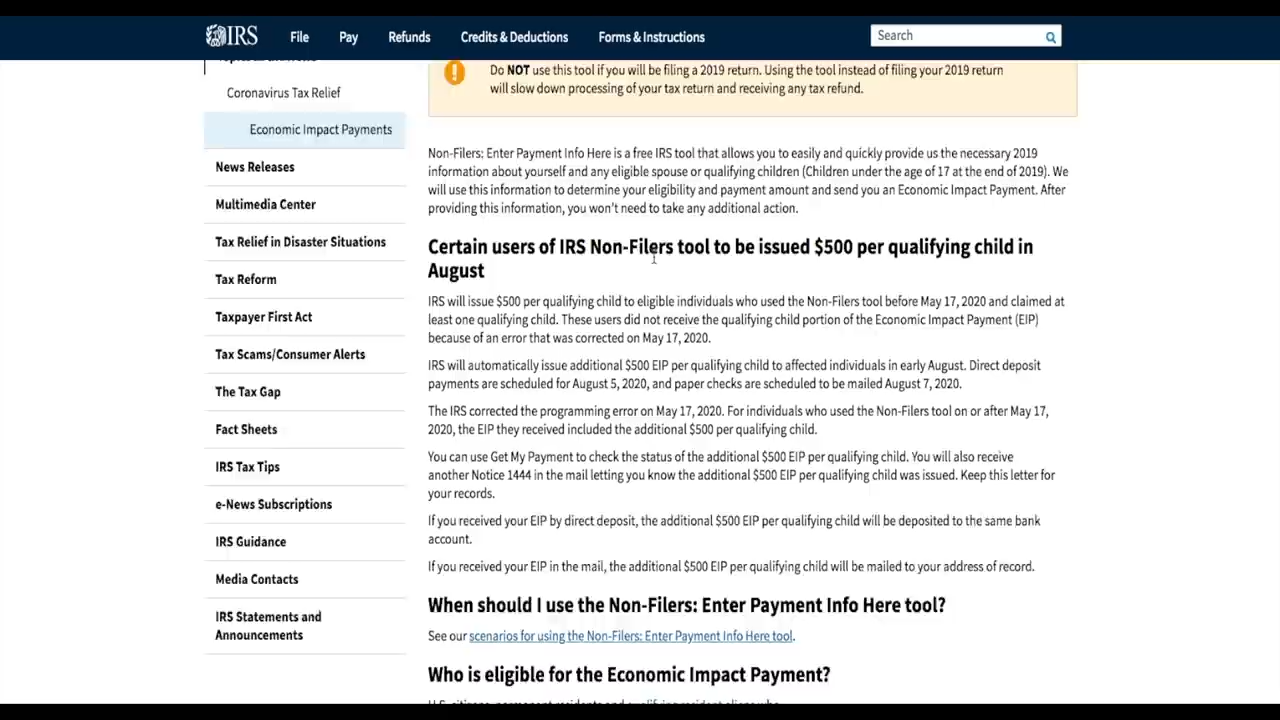 IRS File Pay Refunds Credits & Deductions Forms & Instructions Search
Coronavirus Tax Relief
Economic Impact Payments
News Releases
Multimedia Center
Tax Relief in Disaster Situations
Tax Reform
Taxpayer First Act
Tax Scams/Consumer Alerts
The Tax Gap
Fact Sheets
IRS Tax Tips
e-News Subscriptions
IRS Guidance
Media Contacts
IRS Statements and
Announcements
Do NOT use this tool if you will be filing a 2019 return. Using the tool instead of filing your 2019 return
will slow down processing of your tax return and receiving any tax refund.
Non-Filers: Enter Payment Info Here is a free IRS tool that allows you to easily and quickly provide us the necessary 2019
information about yourself and any eligible spouse or qualifying children (Children under the age of 17 at the end of 2019). We
will use this information to determine your eligibility and payment amount and send you an Economic Impact Payment. After
providing this information, you won't need to take any additional action.
Certain users of IRS Non-Filers tool to be issued $500 per qualifying child in
August
IRS will issue $500 per qualifying child to eligible individuals who used the Non-Filers tool before May 17, 2020 and claimed at
least one qualifying child. These users did not receive the qualifying child portion of the Economic Impact Payment (EIP)
because of an error that was corrected on May 17, 2020.
IRS will automatically issue additional $500 EIP per qualifying child to affected individuals in early August. Direct deposit
payments are scheduled for August 5, 2020, and paper checks are scheduled to be mailed August 7, 2020.
The IRS corrected the programming error on May 17, 2020. For individuals who used the Non-Filers tool on or after May 17,
2020, the EIP they received included the additional $500 per qualifying child.
You can use Get My Payment to check the status of the additional $500 EIP per qualifying child. You will also receive
another Notice 1444 in the mail letting you know the additional $500 EIP per qualifying child was issued. Keep this letter for
your records.
If you received your EIP by direct deposit, the additional $500 EIP per qualifying child will be deposited to the same bank
account.
If you received your EIP in the mail, the additional $500 EIP per qualifying child will be mailed to your address of record.
When should I use the Non-Filers: Enter Payment Info Here tool?
See our scenarios for using the Non-Filers: Enter Payment Info Here tool.
Who is eligible for the Economic Impact Payment?